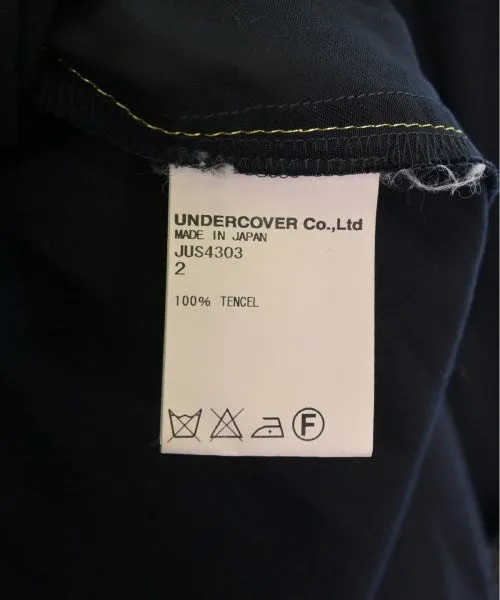 UNDERCOVER Co.,Ltd
MADE IN JAPAN
JUS4303
2
100% TENCEL
F